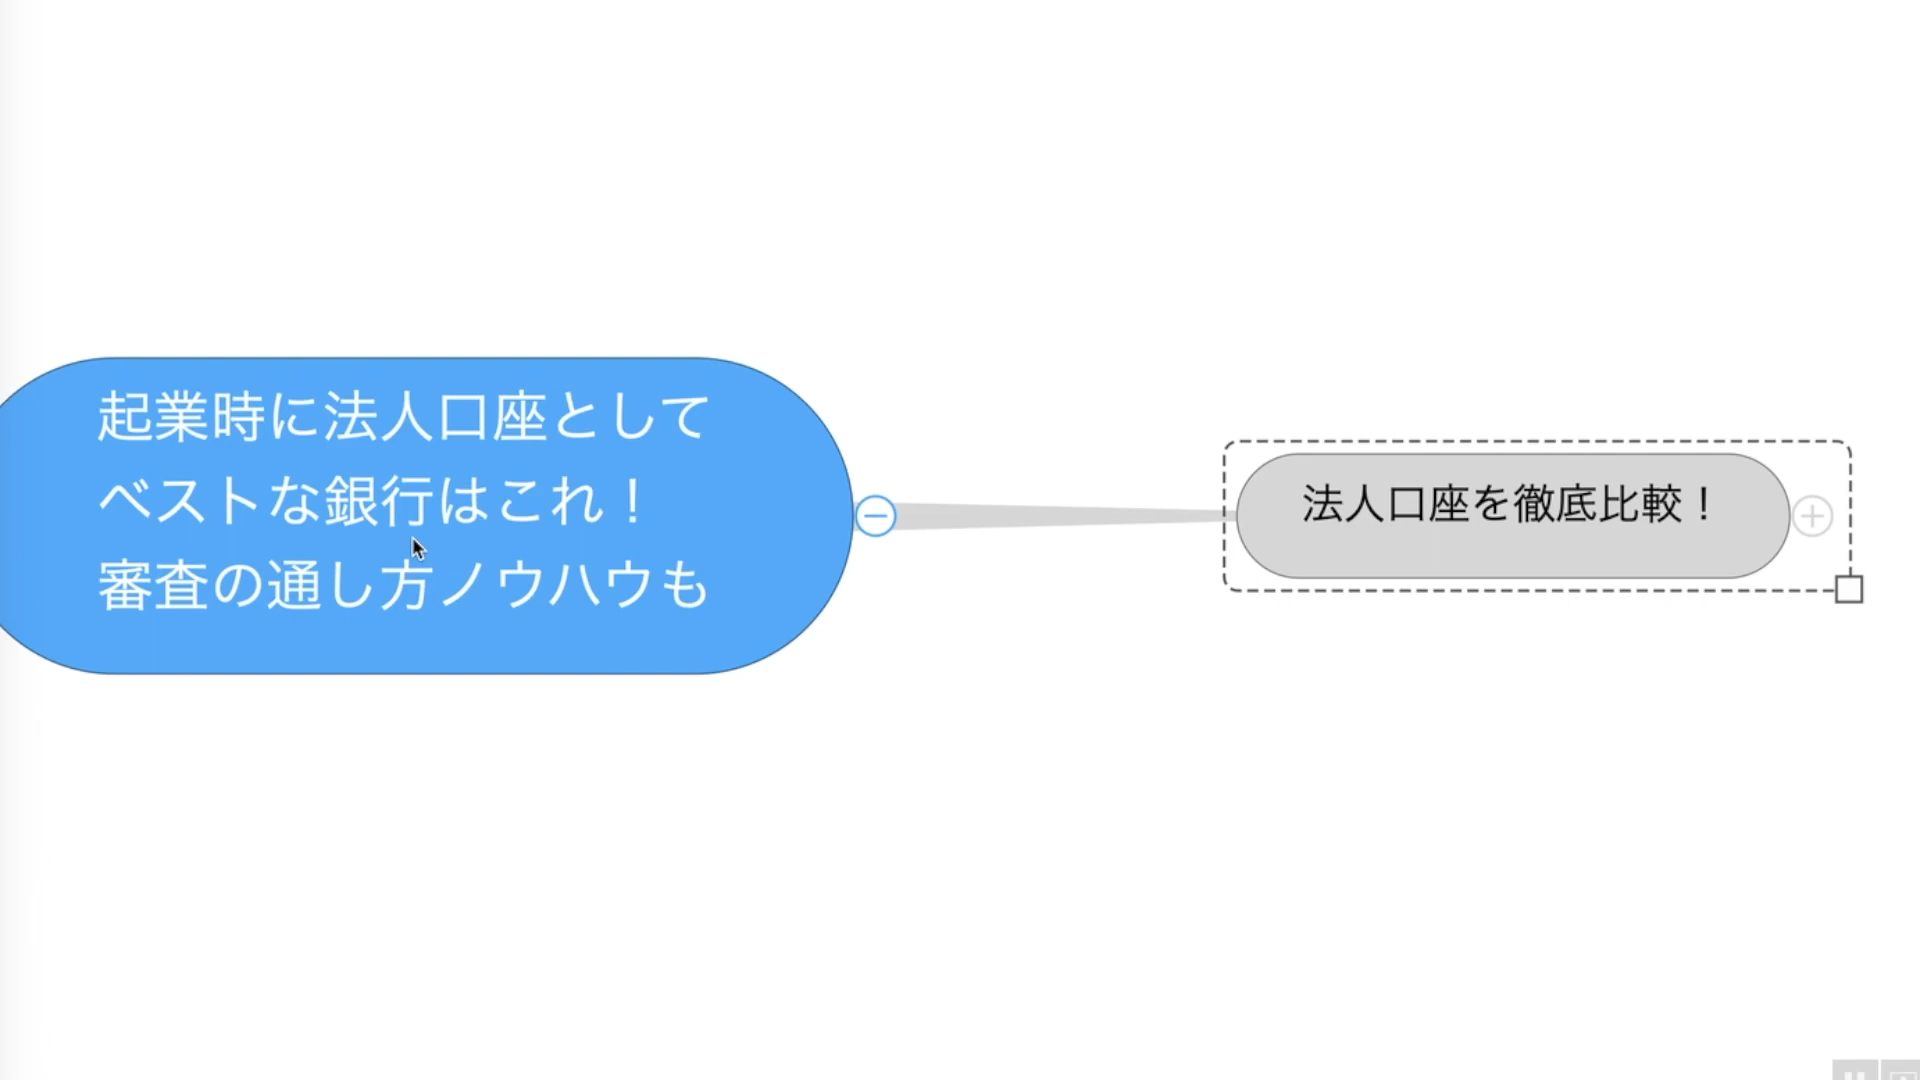 起業時に法人口座として
ベストな銀行はこれ！
審査の通し方ノウハウも
法人口座を徹底比較！